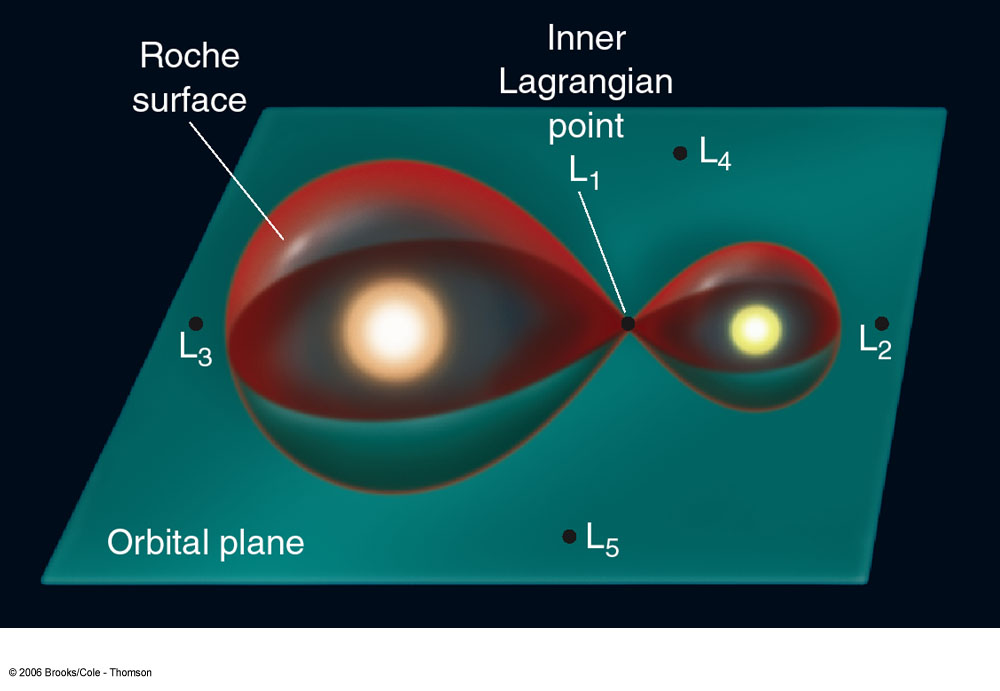 Roche
surface
Inner
Lagrangian
point
L₁
L₄
L₃
L₂
L₅
Orbital plane
© 2006 Brooks/Cole - Thomson